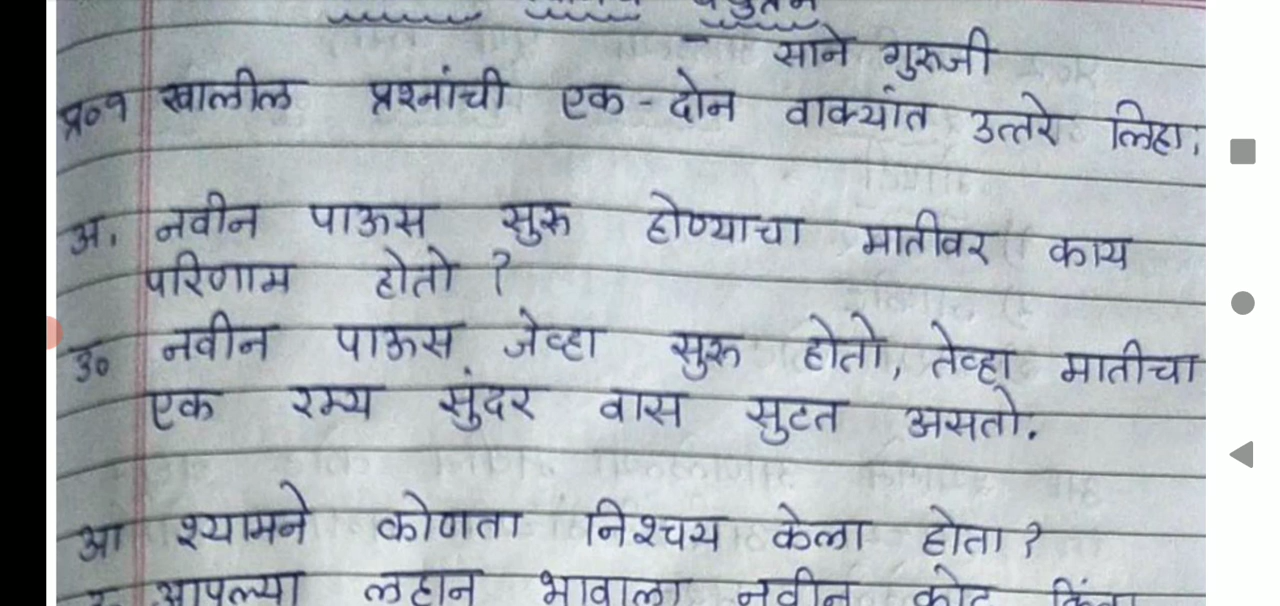 - साने गुरुजी
प्र०१ खालील प्रश्नांची एक-दोन वाक्यांत उत्तरे लिहा.
अ. नवीन पाऊस सुरू होण्याचा मातीवर काय
परिणाम होतो ?
उ० नवीन पाऊस जेव्हा सुरू होतो, तेव्हा मातीचा
एक रम्य सुंदर वास सुटत असतो.
आ श्यामने कोणता निश्चय केला होता ?
आपल्या लहान भावाला नवीन कोट